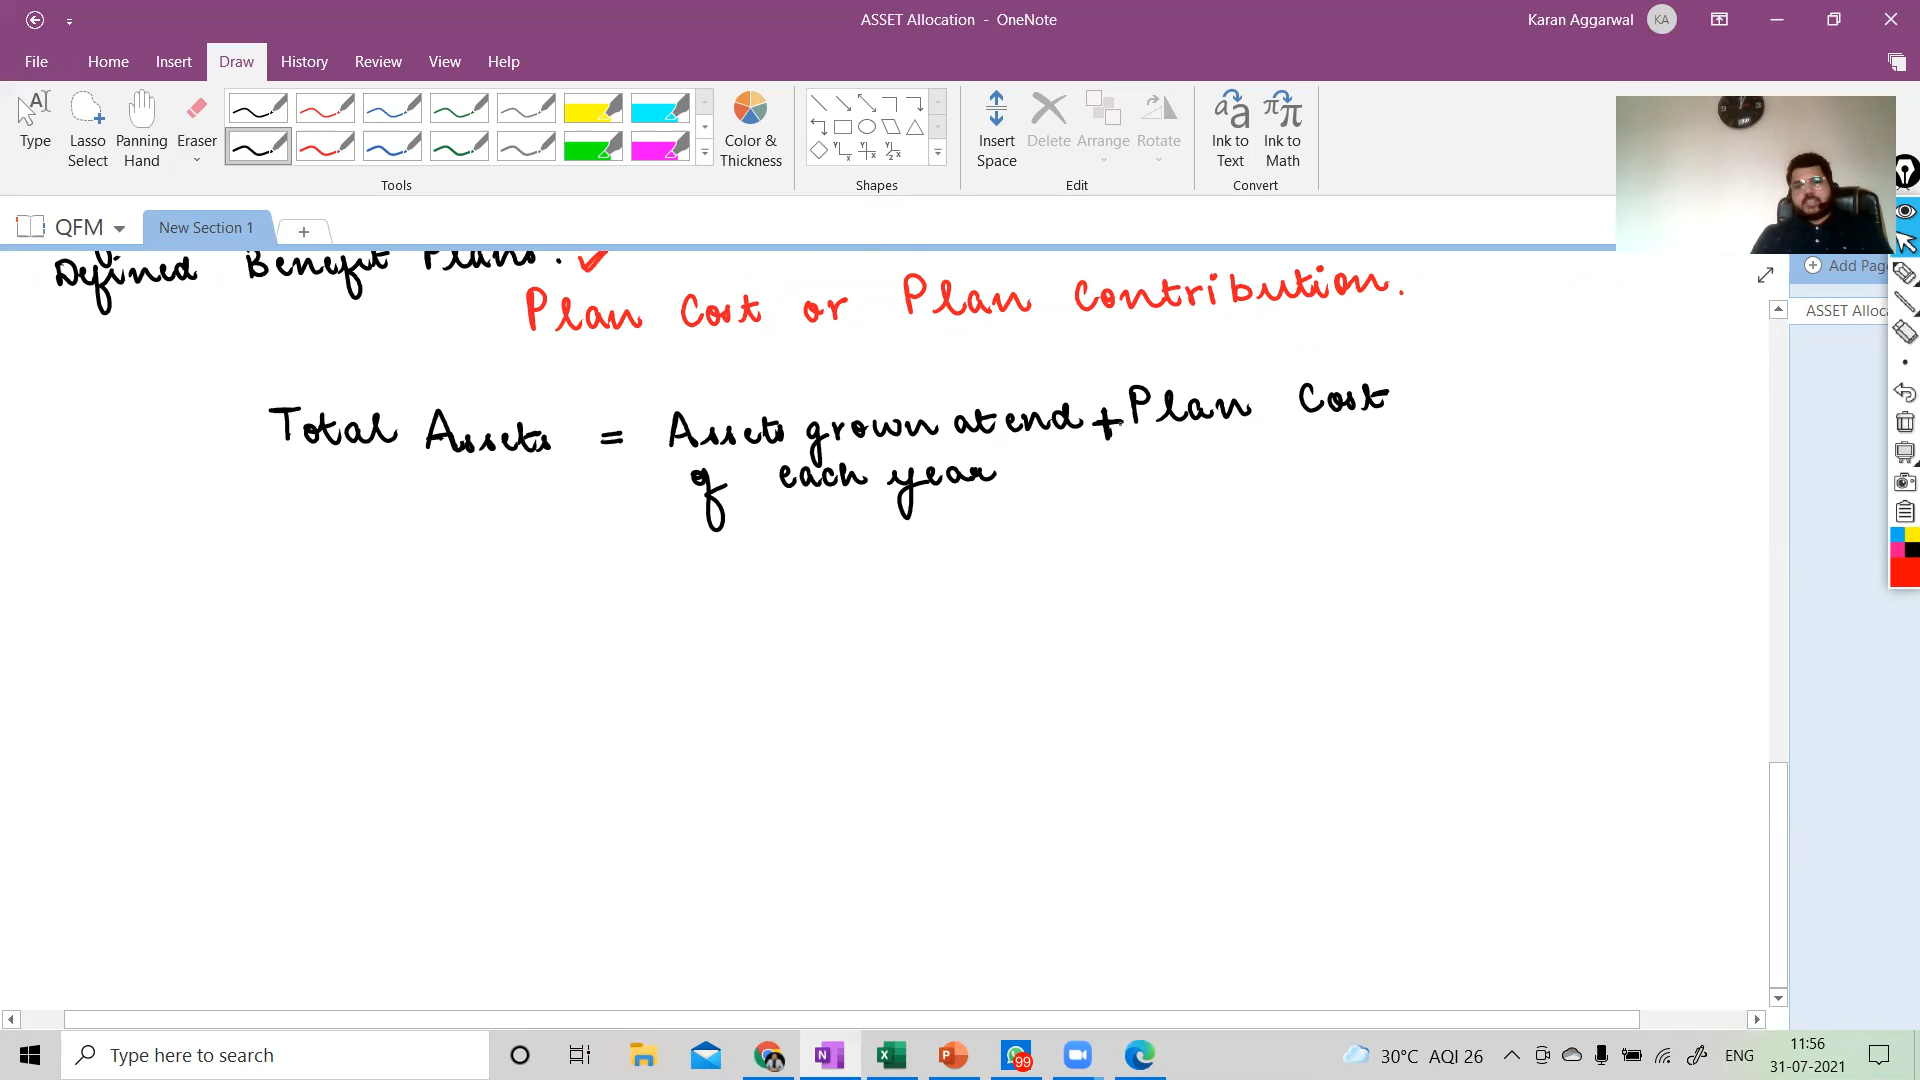 ASSET Allocation - OneNote
Karan Aggarwal KA
File Home Insert Draw History Review View Help
Type
Lasso Select
Panning Hand
Eraser
Color & Thickness
Insert Space
Delete
Arrange
Rotate
Ink to Text
Ink to Math
Tools Shapes Edit Convert
QFM New Section 1 +
Add Pag
ASSET Alloc
Defined Benefit Plans. ✓
Plan Cost or Plan Contribution.
Total Assets = Assets grown at end + Plan Cost
of each year
Type here to search
99
30°C AQI 26 ENG
11:56
31-07-2021